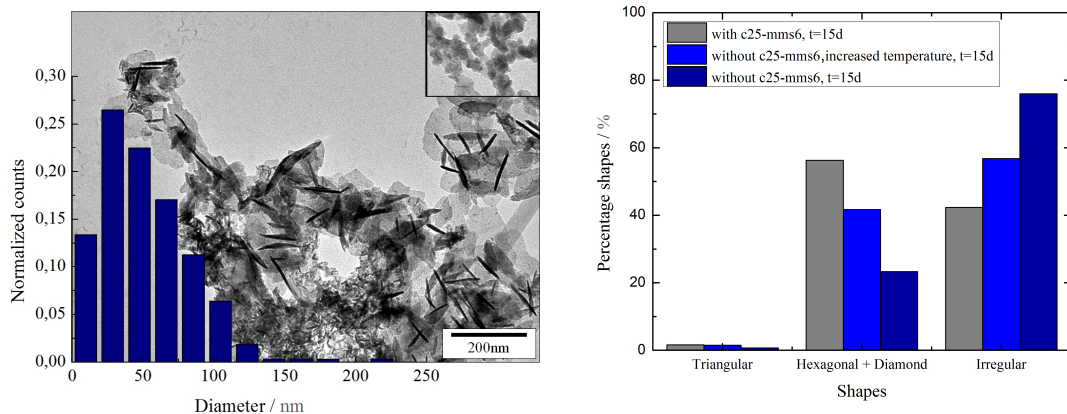 0,30
0,25
0,20
0,15
0,10
0,05
0,00
Normalized counts
0
50
100
150
200
250
Diameter / nm
200nm
100
80
60
40
20
0
Percentage shapes / %
with c25-mms6, t=15d
without c25-mms6,increased temperature, t=15d
without c25-mms6, t=15d
Triangular
Hexagonal + Diamond
Irregular
Shapes